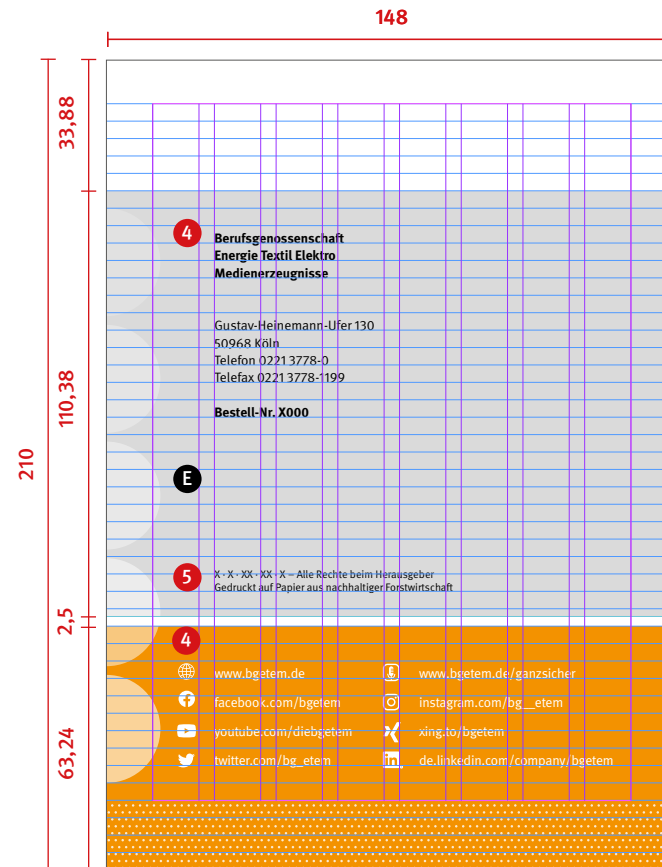 148
33,88
4
Berufsgenossenschaft
Energie Textil Elektro
Medienerzeugnisse
Gustav-Heinemann-Ufer 130
50968 Köln
Telefon 0221 3778-0
Telefax 0221 3778-1199
110,38
Bestell-Nr. X000
210
E
5
X · X · XX · XX · X – Alle Rechte beim Herausgeber
Gedruckt auf Papier aus nachhaltiger Forstwirtschaft
2,5
4
www.bgetem.de
www.bgetem.de/ganzsicher
facebook.com/bgetem
instagram.com/bg__etem
youtube.com/diebgetem
xing.to/bgetem
twitter.com/bg_etem
de.linkedin.com/company/bgetem
63,24